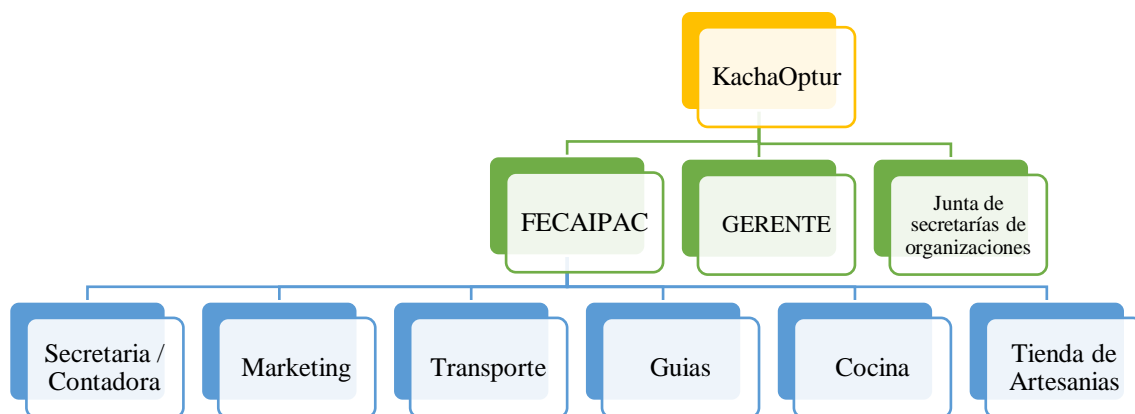 KachaOptur
FECAIPAC
GERENTE
Junta de
secretarías de
organizaciones
Secretaria /
Contadora
Marketing
Transporte
Guias
Cocina
Tienda de
Artesanias